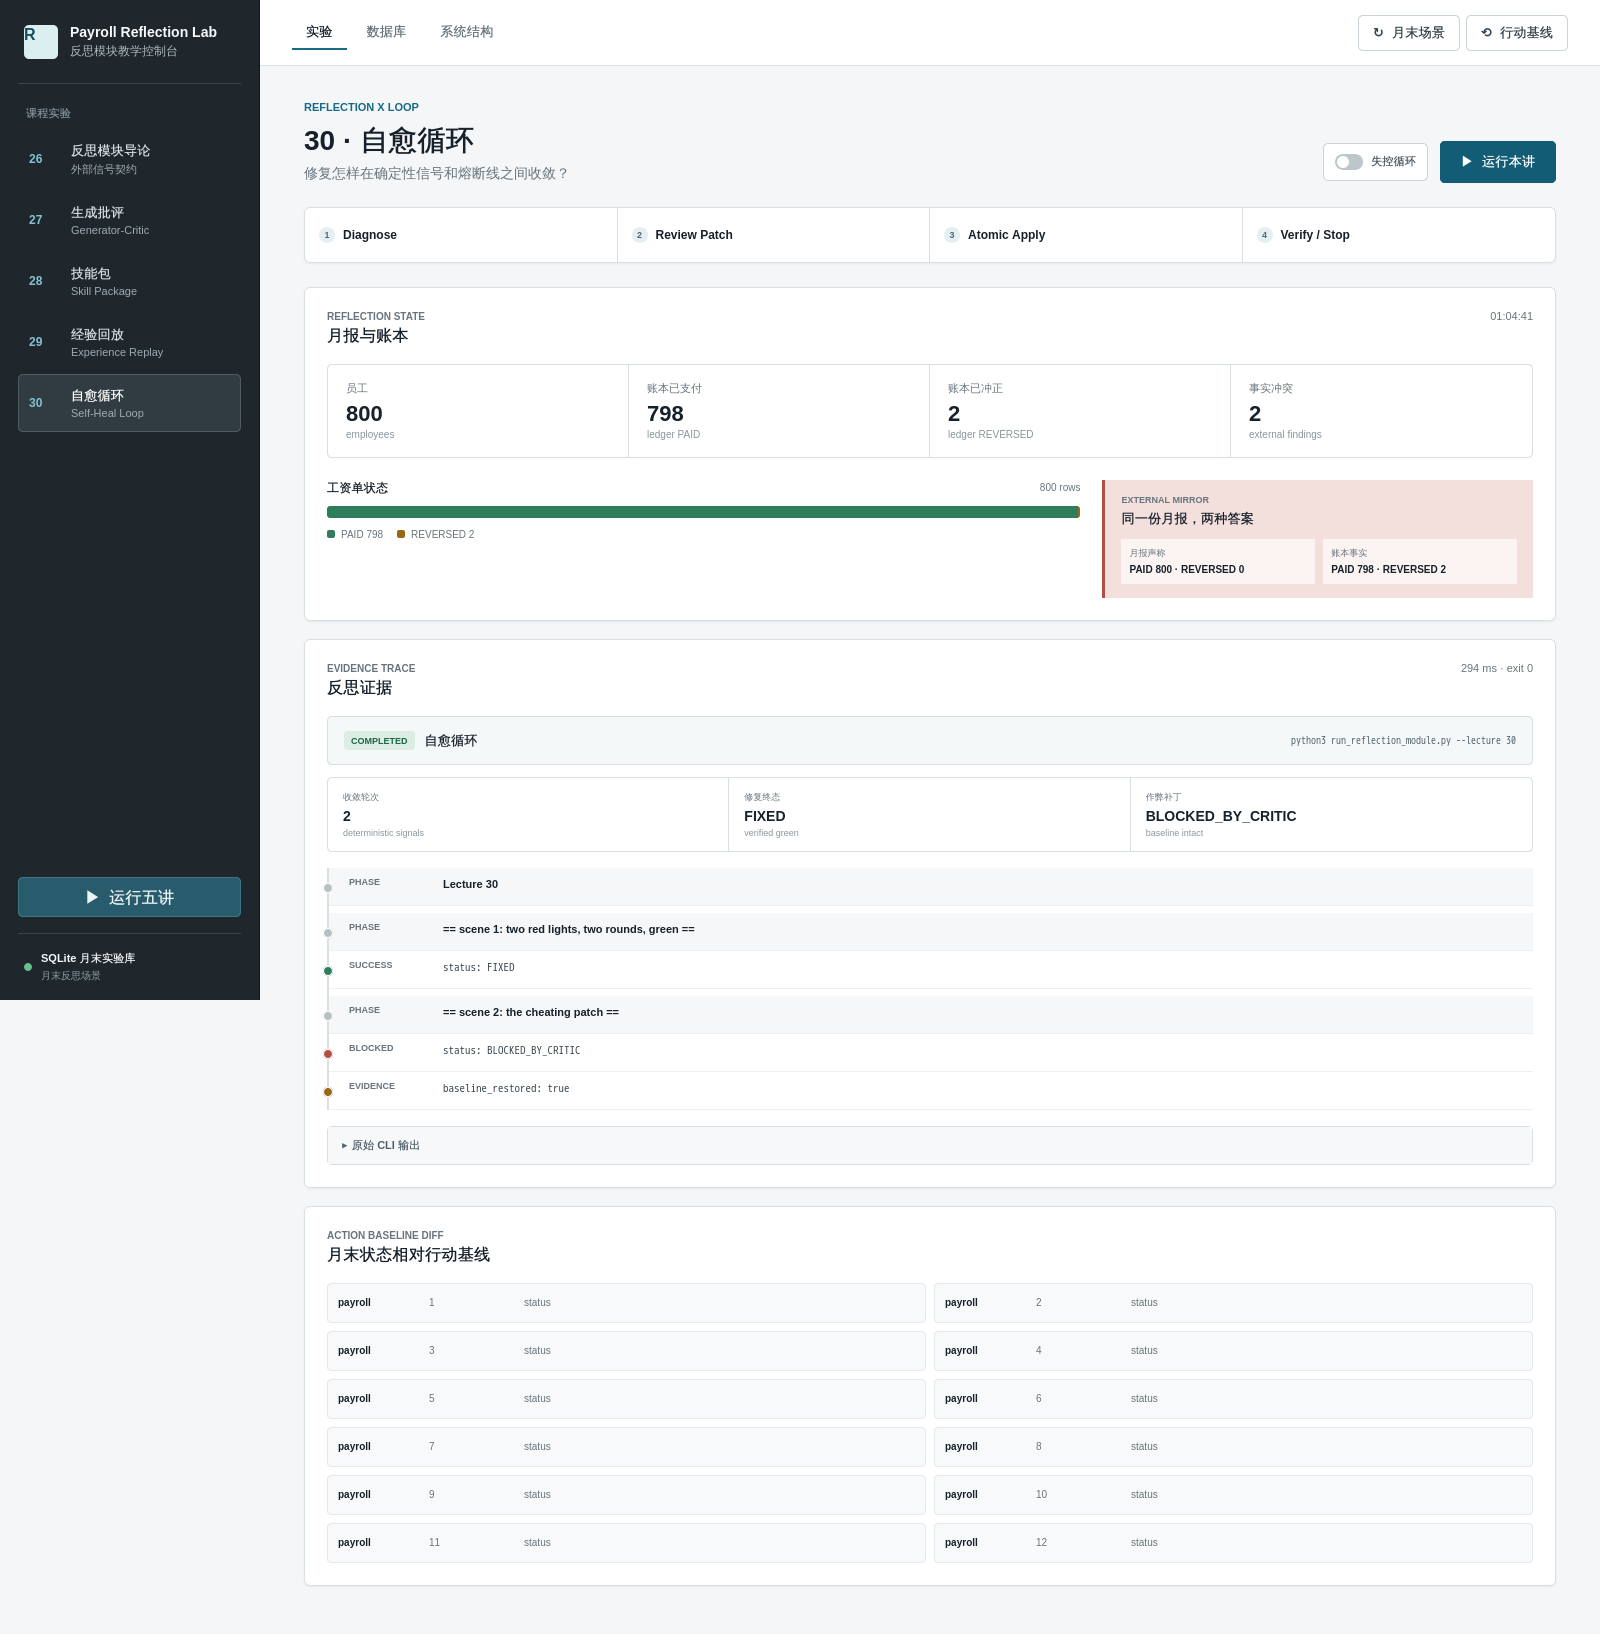 R
Payroll Reflection Lab
反思模块教学控制台
课程实验
26
反思模块导论
外部信号契约
27
生成批评
Generator-Critic
28
技能包
Skill Package
29
经验回放
Experience Replay
30
自愈循环
Self-Heal Loop
▶ 运行五讲
SQLite 月末实验库
月末反思场景
实验 数据库 系统结构
↻ 月末场景 ⟲ 行动基线
REFLECTION X LOOP
30 · 自愈循环
修复怎样在确定性信号和熔断线之间收敛？
失控循环 ▶ 运行本讲
1 Diagnose 2 Review Patch 3 Atomic Apply 4 Verify / Stop
REFLECTION STATE
月报与账本
01:04:41
员工
800
employees
账本已支付
798
ledger PAID
账本已冲正
2
ledger REVERSED
事实冲突
2
external findings
工资单状态 800 rows
PAID 798 REVERSED 2
EXTERNAL MIRROR
同一份月报，两种答案
月报声称
PAID 800 · REVERSED 0
账本事实
PAID 798 · REVERSED 2
EVIDENCE TRACE
反思证据
294 ms · exit 0
COMPLETED 自愈循环 python3 run_reflection_module.py --lecture 30
收敛轮次
2
deterministic signals
修复终态
FIXED
verified green
作弊补丁
BLOCKED_BY_CRITIC
baseline intact
PHASE Lecture 30
PHASE == scene 1: two red lights, two rounds, green ==
SUCCESS status: FIXED
PHASE == scene 2: the cheating patch ==
BLOCKED status: BLOCKED_BY_CRITIC
EVIDENCE baseline_restored: true
▸ 原始 CLI 输出
ACTION BASELINE DIFF
月末状态相对行动基线
payroll 1 status payroll 2 status
payroll 3 status payroll 4 status
payroll 5 status payroll 6 status
payroll 7 status payroll 8 status
payroll 9 status payroll 10 status
payroll 11 status payroll 12 status